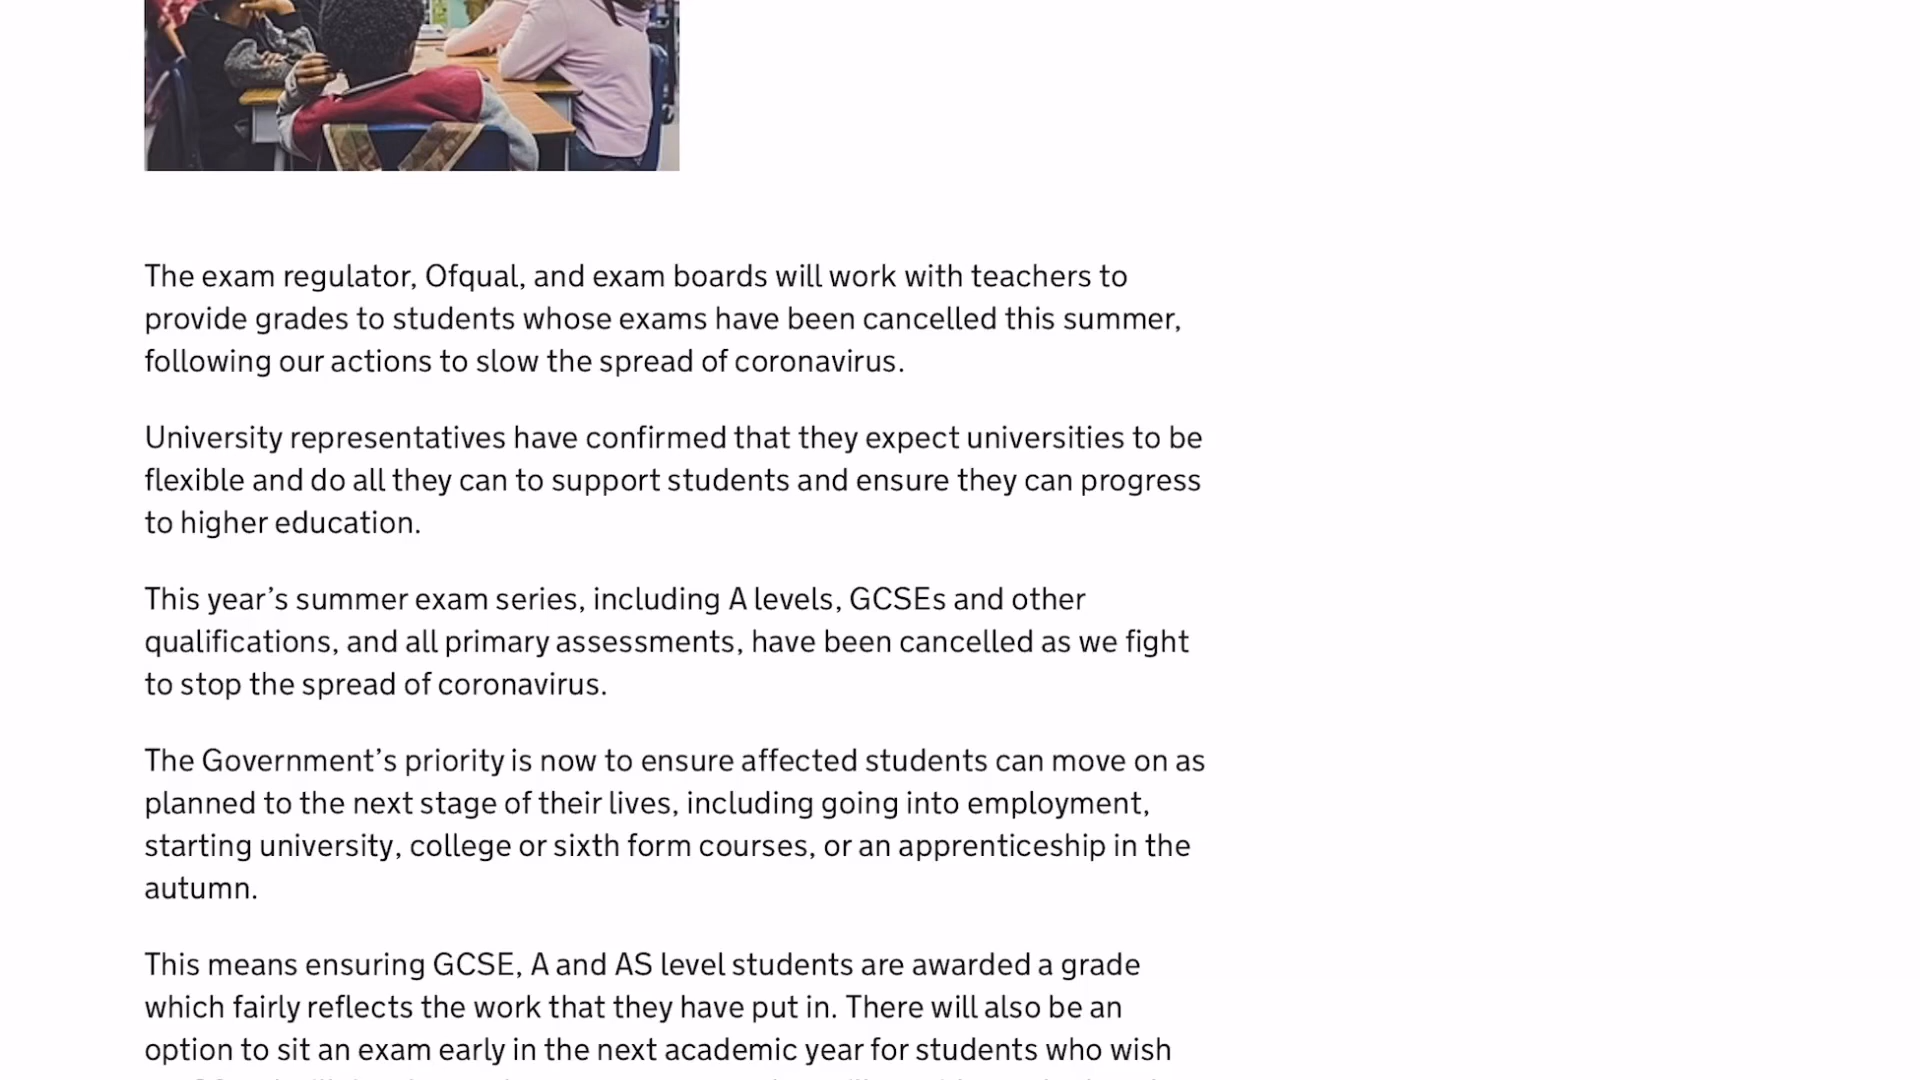 The exam regulator, Ofqual, and exam boards will work with teachers to
provide grades to students whose exams have been cancelled this summer,
following our actions to slow the spread of coronavirus.
University representatives have confirmed that they expect universities to be
flexible and do all they can to support students and ensure they can progress
to higher education.
This year’s summer exam series, including A levels, GCSEs and other
qualifications, and all primary assessments, have been cancelled as we fight
to stop the spread of coronavirus.
The Government’s priority is now to ensure affected students can move on as
planned to the next stage of their lives, including going into employment,
starting university, college or sixth form courses, or an apprenticeship in the
autumn.
This means ensuring GCSE, A and AS level students are awarded a grade
which fairly reflects the work that they have put in. There will also be an
option to sit an exam early in the next academic year for students who wish